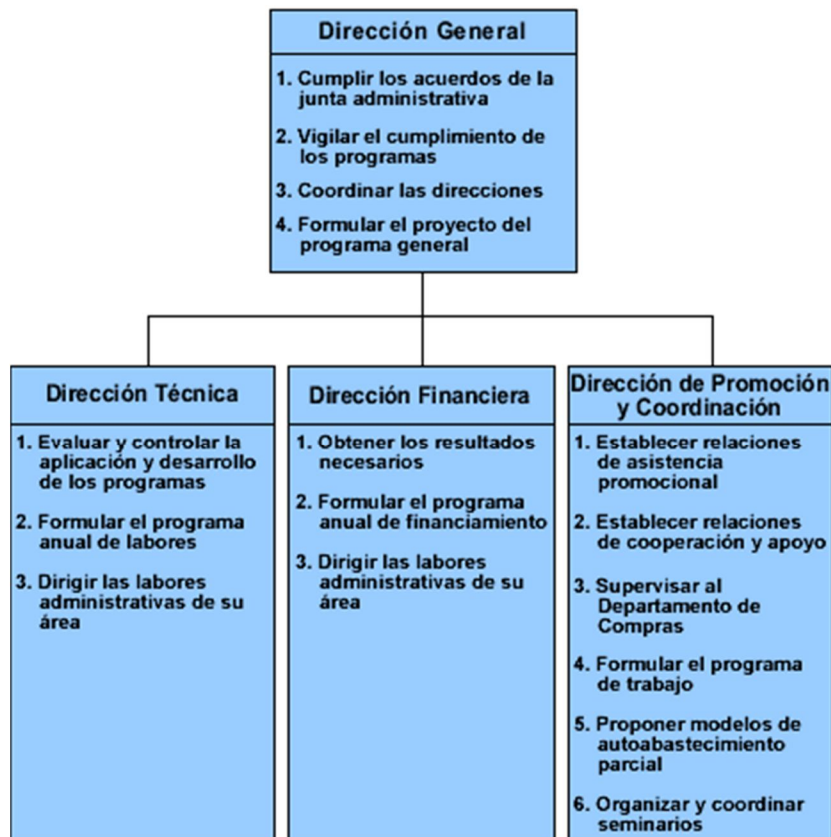 Dirección General
1. Cumplir los acuerdos de la
junta administrativa
2. Vigilar el cumplimiento de
los programas
3. Coordinar las direcciones
4. Formular el proyecto del
programa general
Dirección Técnica
1. Evaluar y controlar la
aplicación y desarrollo
de los programas
2. Formular el programa
anual de labores
3. Dirigir las labores
administrativas de su
área
Dirección Financiera
1. Obtener los resultados
necesarios
2. Formular el programa
anual de financiamiento
3. Dirigir las labores
administrativas de su
área
Dirección de Promoción
y Coordinación
1. Establecer relaciones
de asistencia
promocional
2. Establecer relaciones
de cooperación y apoyo
3. Supervisar al
Departamento de
Compras
4. Formular el programa
de trabajo
5. Proponer modelos de
autoabastecimiento
parcial
6. Organizar y coordinar
seminarios